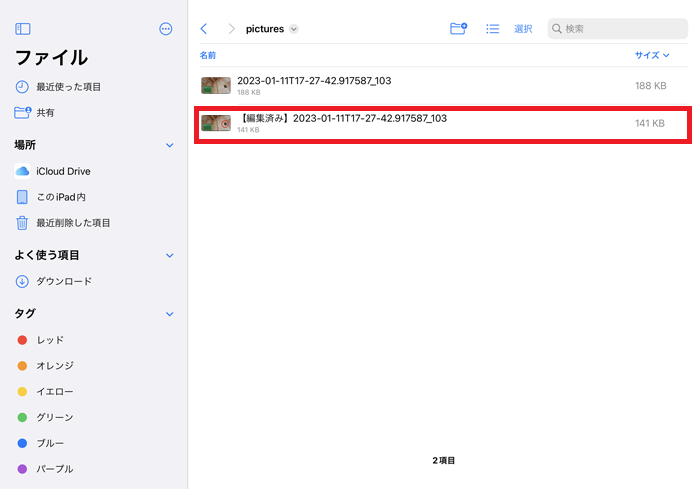 ファイル
最近使った項目
共有
場所
iCloud Drive
このiPad内
最近削除した項目
よく使う項目
ダウンロード
タグ
レッド
オレンジ
イエロー
グリーン
ブルー
パープル
pictures
選択
検索
名前
サイズ
2023-01-11T17-27-42.917587_103
188 KB
188 KB
【編集済み】2023-01-11T17-27-42.917587_103
141 KB
141 KB
2項目